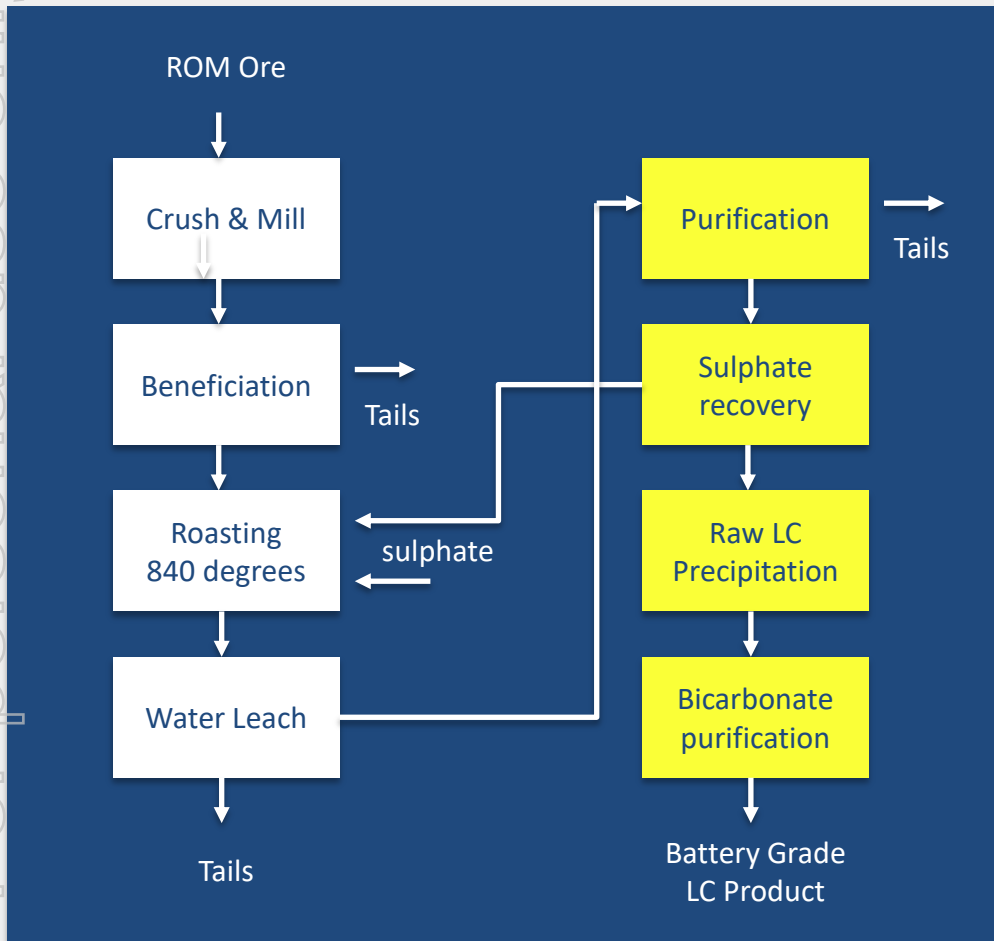 ROM Ore
Crush & Mill
Beneficiation
Tails
Roasting
840 degrees
sulphate
Water Leach
Tails
Purification
Tails
Sulphate
recovery
Raw LC
Precipitation
Bicarbonate
purification
Battery Grade
LC Product